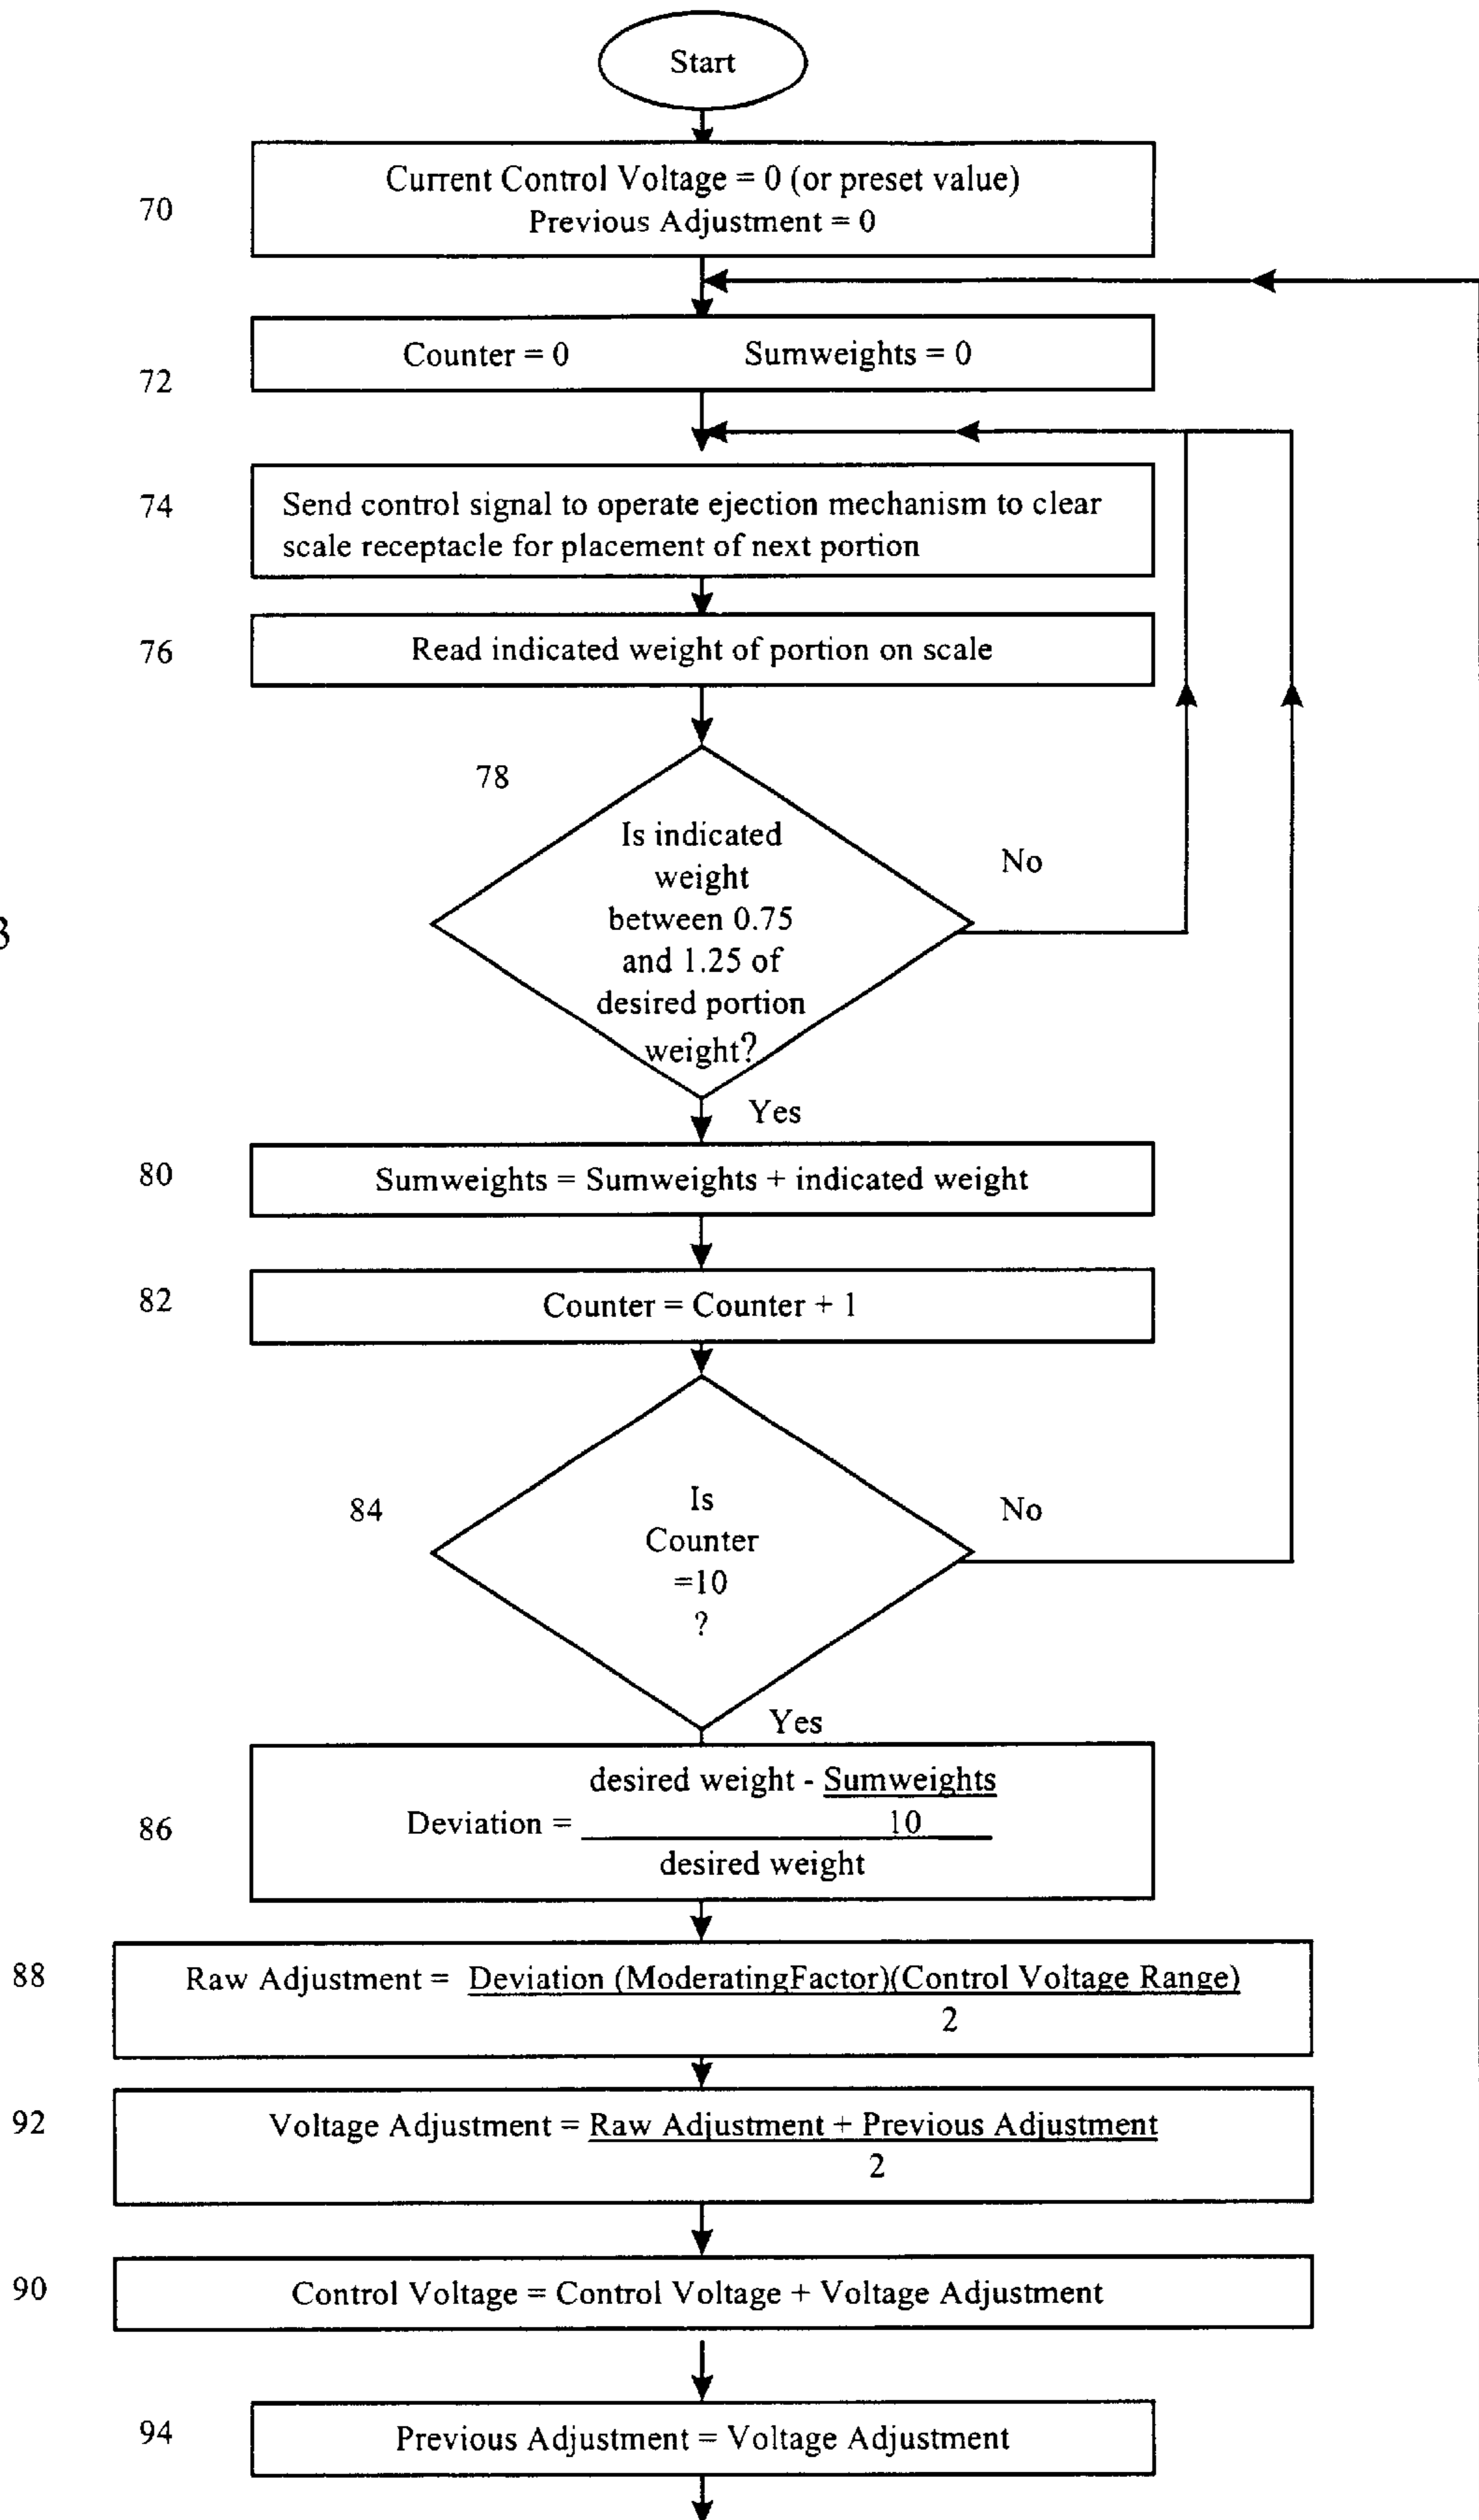 Start
70
Current Control Voltage = 0 (or preset value)
Previous Adjustment = 0
72
Counter = 0 Sumweights = 0
74
Send control signal to operate ejection mechanism to clear
scale receptacle for placement of next portion
76
Read indicated weight of portion on scale
78
Is indicated
weight
between 0.75
and 1.25 of
desired portion
weight?
No
Yes
80
Sumweights = Sumweights + indicated weight
82
Counter = Counter + 1
84
Is
Counter
=10
?
No
Yes
86
desired weight - Sumweights
Deviation = 10
desired weight
88
Raw Adjustment = Deviation (ModeratingFactor)(Control Voltage Range)
2
92
Voltage Adjustment = Raw Adjustment + Previous Adjustment
2
90
Control Voltage = Control Voltage + Voltage Adjustment
94
Previous Adjustment = Voltage Adjustment